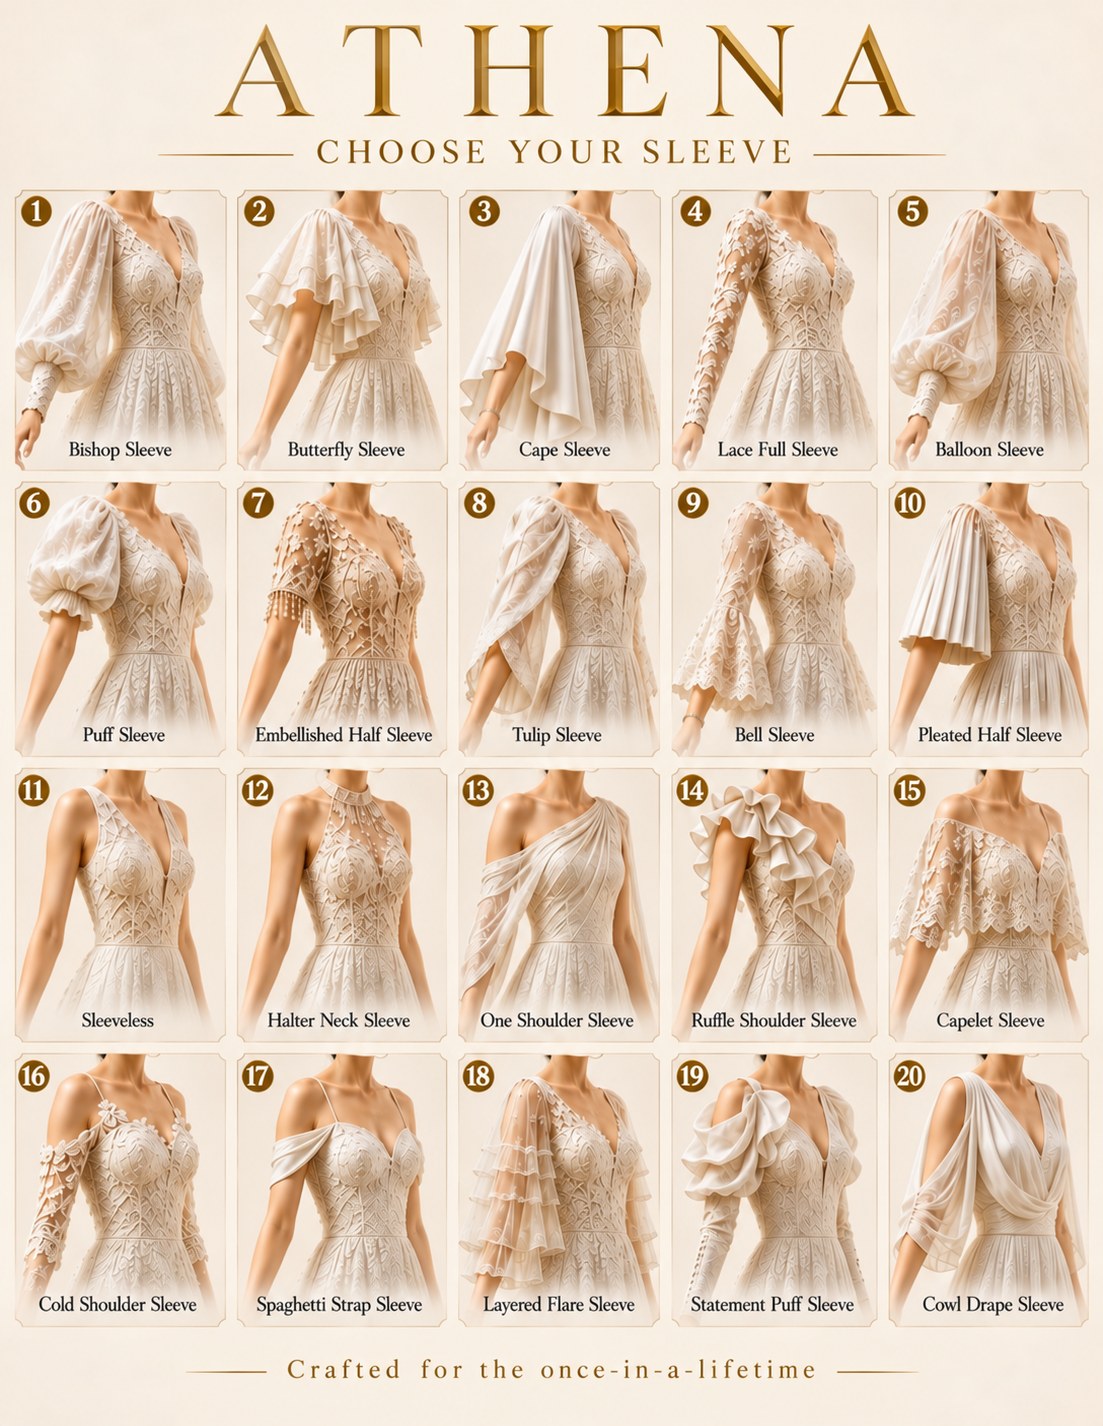 ATHENA
CHOOSE YOUR SLEEVE
1
Bishop Sleeve
2
Butterfly Sleeve
3
Cape Sleeve
4
Lace Full Sleeve
5
Balloon Sleeve
6
Puff Sleeve
7
Embellished Half Sleeve
8
Tulip Sleeve
9
Bell Sleeve
10
Pleated Half Sleeve
11
Sleeveless
12
Halter Neck Sleeve
13
One Shoulder Sleeve
14
Ruffle Shoulder Sleeve
15
Capelet Sleeve
16
Cold Shoulder Sleeve
17
Spaghetti Strap Sleeve
18
Layered Flare Sleeve
19
Statement Puff Sleeve
20
Cowl Drape Sleeve
Crafted for the once-in-a-lifetime